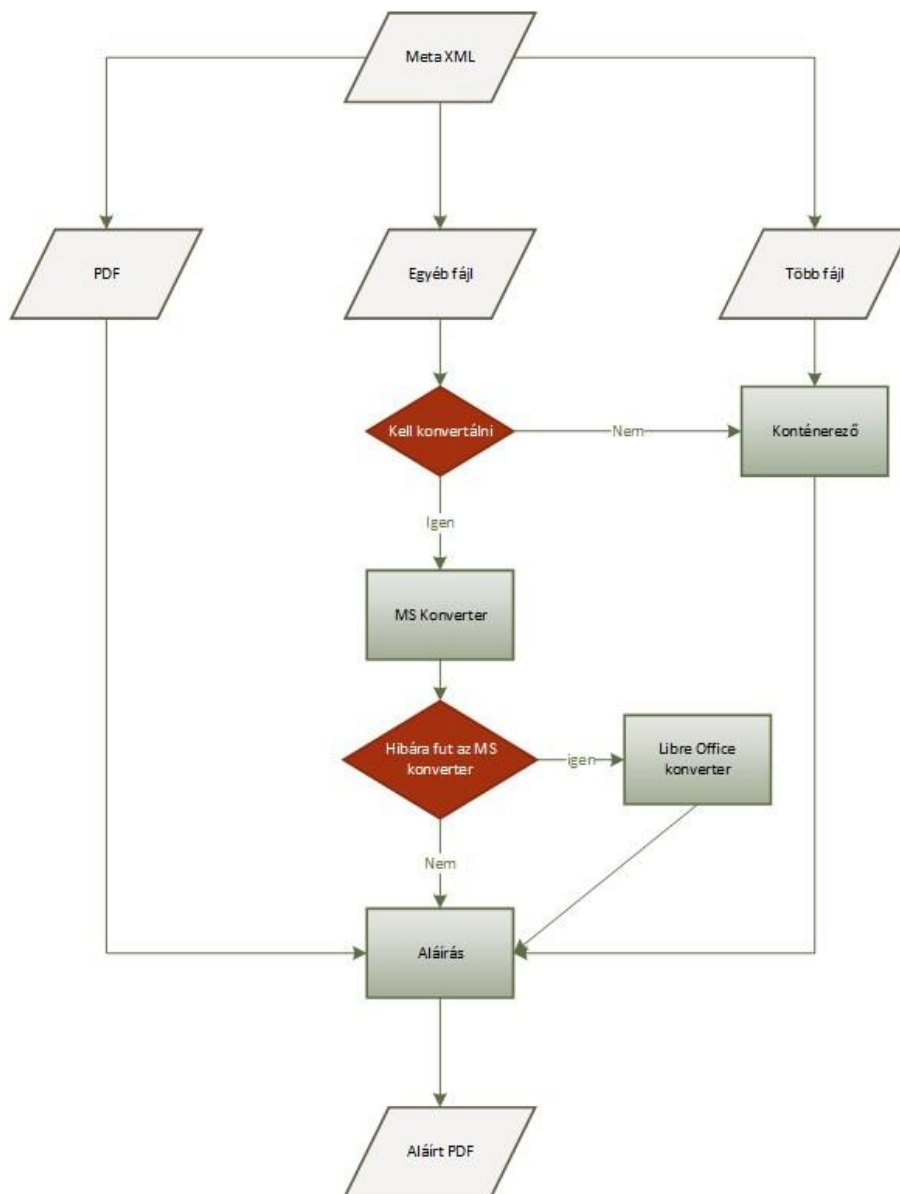 Meta XML
PDF
Egyéb fájl
Több fájl
Kell konvertálni
Nem
Konténerező
Igen
MS Konverter
Hibára fut az MS
konverter
igen
Libre Office
konverter
Nem
Aláírás
Aláírt PDF